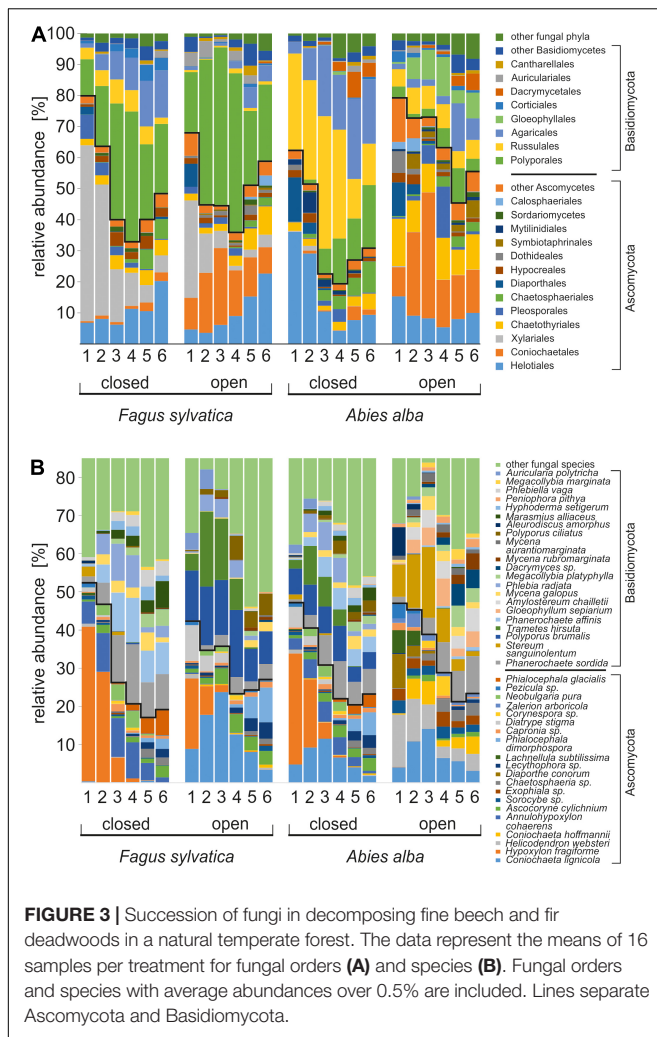 A
100
90
80
70
60
50
40
30
20
10
relative abundance [%]
1 2 3 4 5 6
1 2 3 4 5 6
1 2 3 4 5 6
1 2 3 4 5 6
closed
open
closed
open
Fagus sylvatica
Abies alba
other fungal phyla
other Basidiomycetes
Cantharellales
Auriculariales
Dacrymycetales
Corticiales
Gloeophyllales
Agaricales
Russulales
Polyporales
Basidiomycota
other Ascomycetes
Calosphaeriales
Sordariomycetes
Mytilinidiales
Symbiotaphrinales
Dothideales
Hypocreales
Diaporthales
Chaetosphaeriales
Pleosporales
Chaetothyriales
Xylariales
Coniochaetales
Helotiales
Ascomycota
B
80
70
60
50
40
30
20
10
relative abundance [%]
1 2 3 4 5 6
1 2 3 4 5 6
1 2 3 4 5 6
1 2 3 4 5 6
closed
open
closed
open
Fagus sylvatica
Abies alba
other fungal species
Auricularia polytricha
Megacollybia marginata
Phlebiella vaga
Peniophora pithya
Hyphoderma setigerum
Marasmius alliaceus
Aleurodiscus amorphus
Polyporus ciliatus
Mycena
aurantiomarginata
Mycena rubromarginata
Dacrymyces sp.
Megacollybia platyphylla
Phlebia radiata
Mycena galopus
Amylostereum chailletii
Gloeophyllum sepiarium
Phanerochaete affinis
Trametes hirsuta
Polyporus brumalis
Stereum
sanguinolentum
Phanerochaete sordida
Basidiomycota
Phialocephala glacialis
Pezicula sp.
Neobulgaria pura
Zalerion arboricola
Corynespora sp.
Diatrype stigma
Capronia sp.
Phialocephala
dimorphospora
Lachnellula subtilissima
Lecythophora sp.
Diaporthe conorum
Chaetosphaeria sp.
Exophiala sp.
Sorocybe sp.
Ascocoryne cylichnium
Annulohypoxylon
cohaerens
Coniochaeta hoffmannii
Helicodendron websteri
Hypoxylon fragiforme
Coniochaeta lignicola
Ascomycota
FIGURE 3 | Succession of fungi in decomposing fine beech and fir
deadwoods in a natural temperate forest. The data represent the means of 16
samples per treatment for fungal orders (A) and species (B). Fungal orders
and species with average abundances over 0.5% are included. Lines separate
Ascomycota and Basidiomycota.